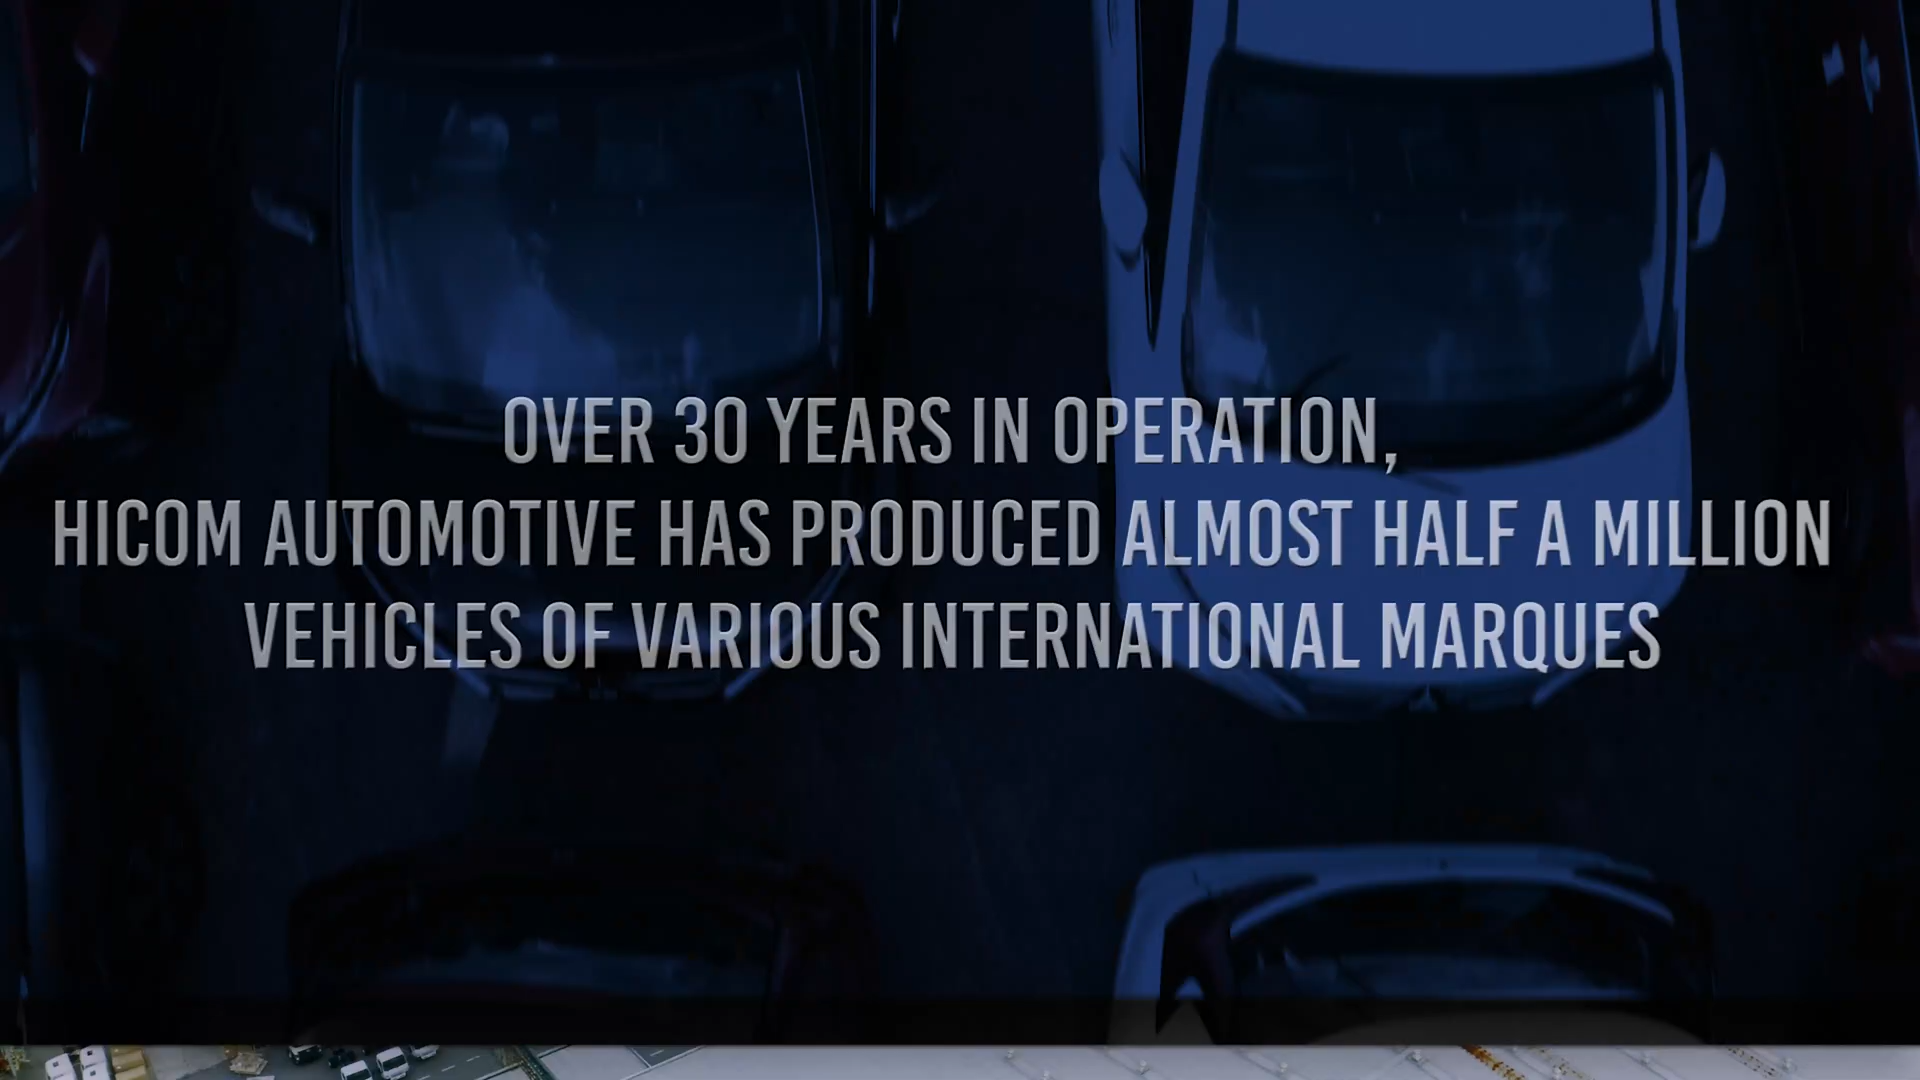 OVER 30 YEARS IN OPERATION,
HICOM AUTOMOTIVE HAS PRODUCED ALMOST HALF A MILLION
VEHICLES OF VARIOUS INTERNATIONAL MARQUES